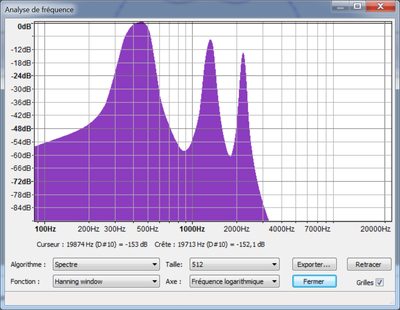 Analyse de fréquence
0dB
-12dB
-24dB
-36dB
-48dB
-60dB
-72dB
-84dB
100Hz 200Hz 300Hz 400Hz 1000Hz 2000Hz 4000Hz 7000Hz 20000Hz
Curseur : 19874 Hz (D#10) = -153 dB Crête : 19713 Hz (D#10) = -152,1 dB
Algorithme : Spectre Taille: 512 Exporter... Retracer
Fonction : Hanning window Axe : Fréquence logarithmique Fermer Grilles